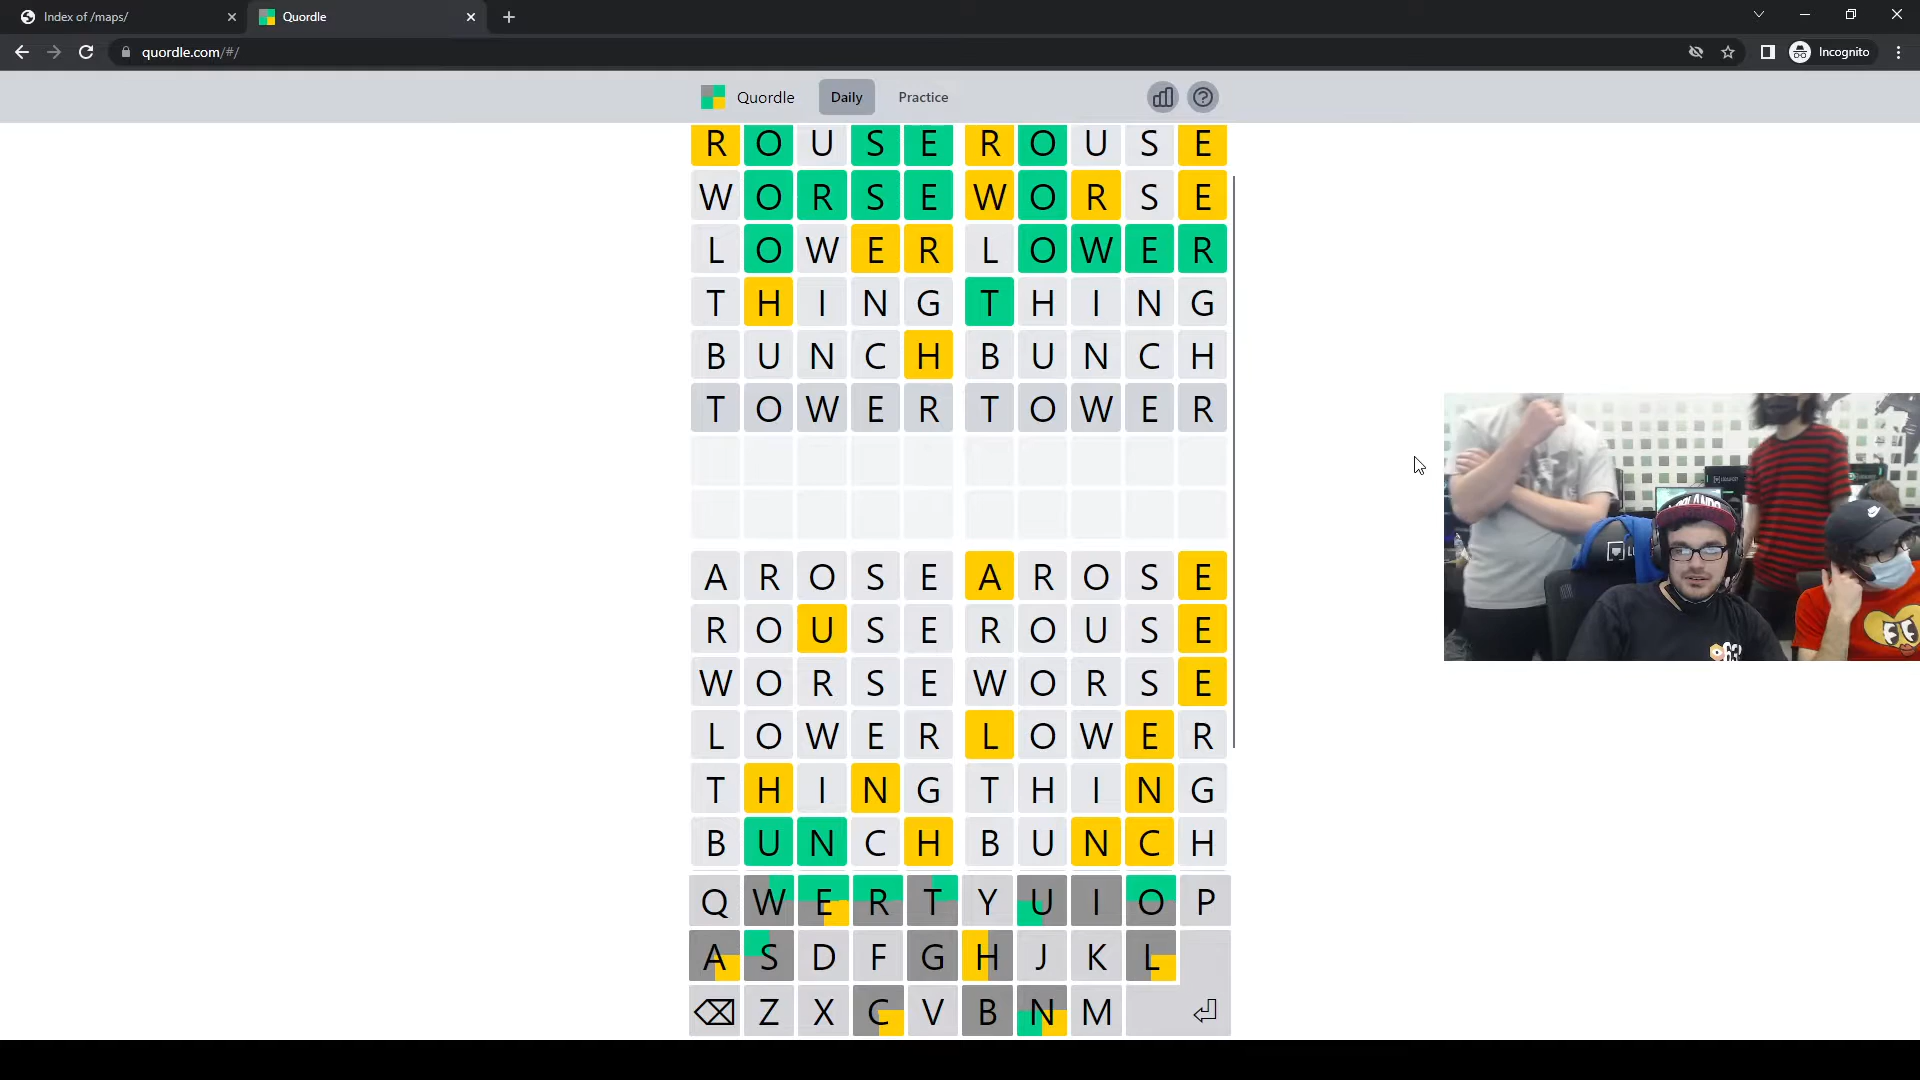 Index of /maps/
Quordle
quordle.com/#/
Incognito
Quordle
Daily
Practice
R O U S E R O U S E
W O R S E W O R S E
L O W E R L O W E R
T H I N G T H I N G
B U N C H B U N C H
T O W E R T O W E R
A R O S E A R O S E
R O U S E R O U S E
W O R S E W O R S E
L O W E R L O W E R
T H I N G T H I N G
B U N C H B U N C H
Q W E R T Y U I O P
A S D F G H J K L
Z X C V B N M